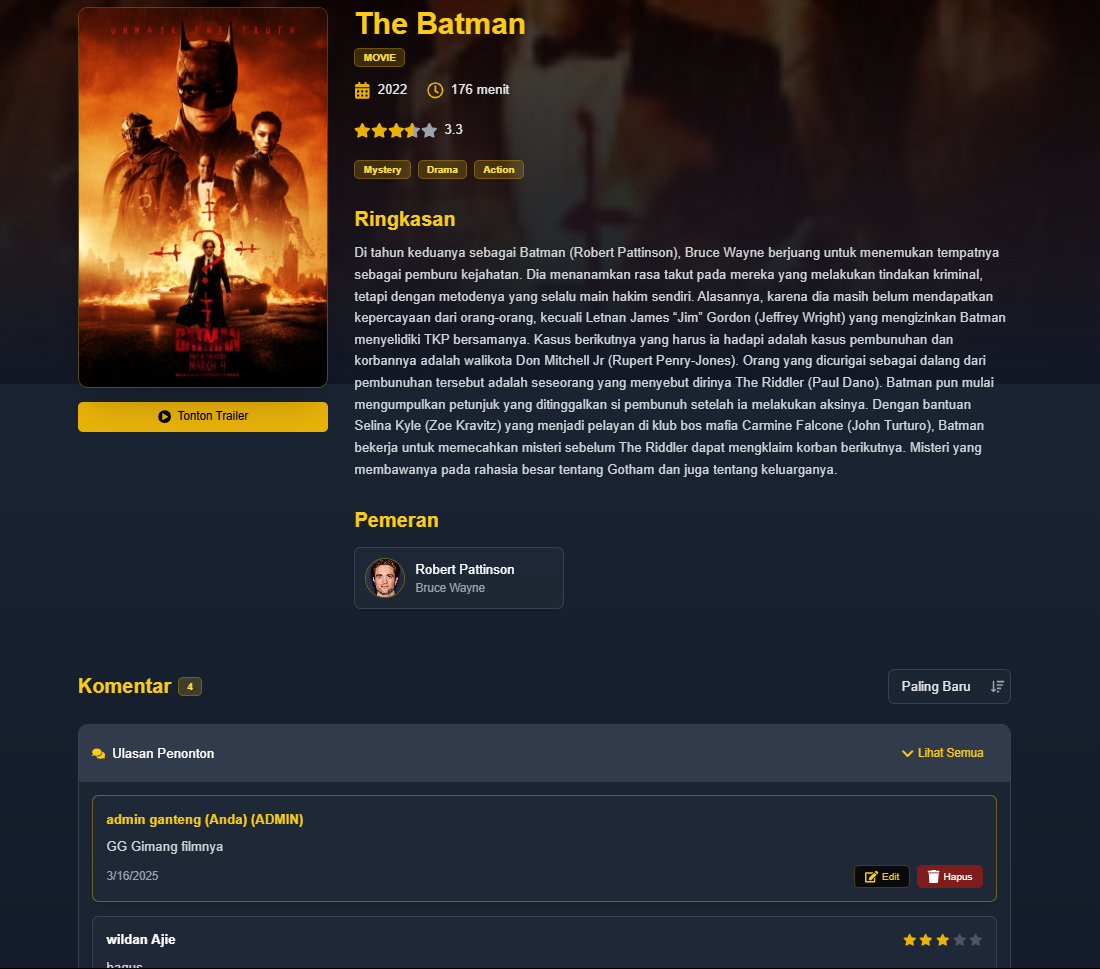 UNMASK THE TRUTH
The Batman
MOVIE
2022 176 menit
3.3
Mystery Drama Action
Ringkasan
Di tahun keduanya sebagai Batman (Robert Pattinson), Bruce Wayne berjuang untuk menemukan tempatnya
sebagai pemburu kejahatan. Dia menanamkan rasa takut pada mereka yang melakukan tindakan kriminal,
tetapi dengan metodenya yang selalu main hakim sendiri. Alasannya, karena dia masih belum mendapatkan
kepercayaan dari orang-orang, kecuali Letnan James “Jim” Gordon (Jeffrey Wright) yang mengizinkan Batman
menyelidiki TKP bersamanya. Kasus berikutnya yang harus ia hadapi adalah kasus pembunuhan dan
korbannya adalah walikota Don Mitchell Jr (Rupert Penry-Jones). Orang yang dicurigai sebagai dalang dari
pembunuhan tersebut adalah seseorang yang menyebut dirinya The Riddler (Paul Dano). Batman pun mulai
mengumpulkan petunjuk yang ditinggalkan si pembunuh setelah ia melakukan aksinya. Dengan bantuan
Selina Kyle (Zoe Kravitz) yang menjadi pelayan di klub bos mafia Carmine Falcone (John Turturo), Batman
bekerja untuk memecahkan misteri sebelum The Riddler dapat mengklaim korban berikutnya. Misteri yang
membawanya pada rahasia besar tentang Gotham dan juga tentang keluarganya.
BATMAN
ONLY IN THEATERS
MARCH 4
Tonton Trailer
Pemeran
Robert Pattinson
Bruce Wayne
Komentar 4
Paling Baru
Ulasan Penonton
Lihat Semua
admin ganteng (Anda) (ADMIN)
GG Gimang filmnya
3/16/2025
Edit Hapus
wildan Ajie
bagus